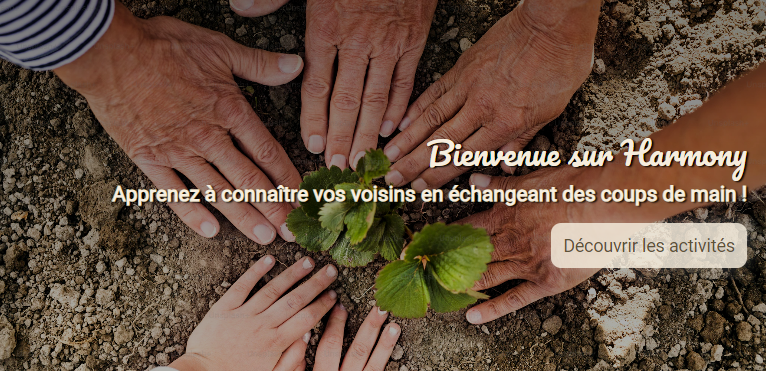 Bienvenue sur Harmony
Apprenez à connaître vos voisins en échangeant des coups de main !
Découvrir les activités